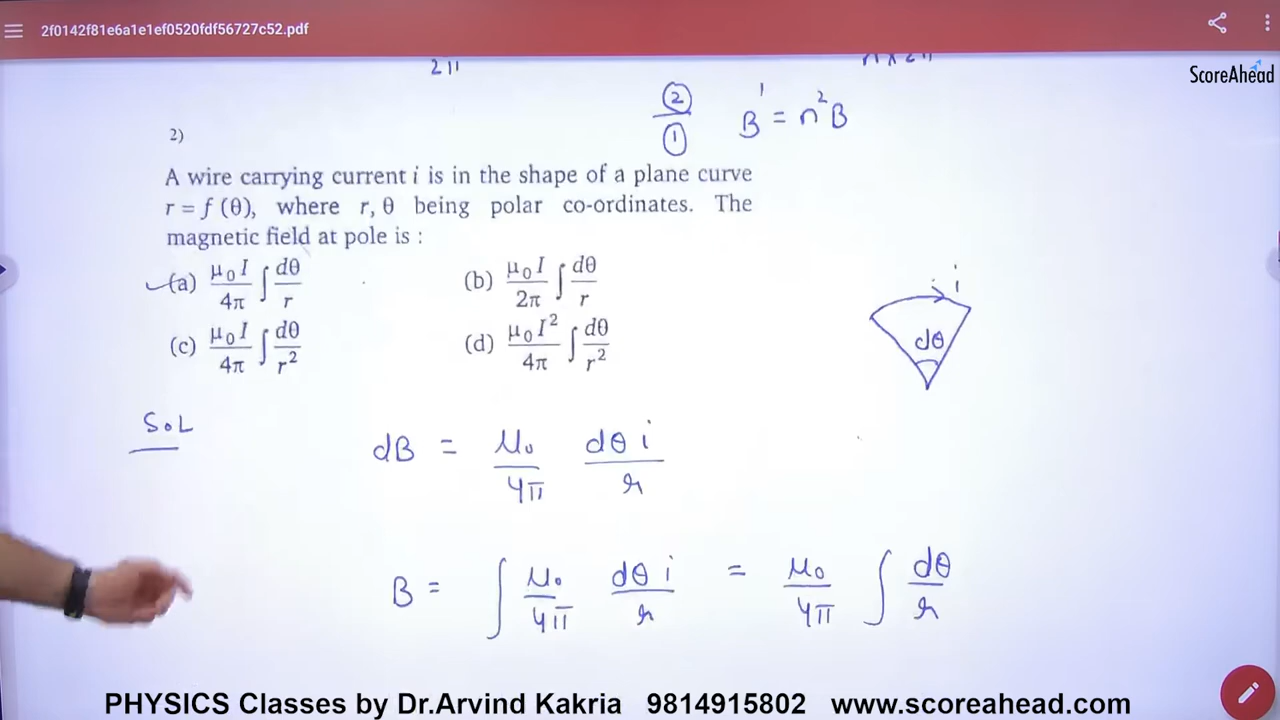 2f0142f81e6a1e1ef0520fdf56727c52.pdf
ScoreAhead
2π
②/① B' = n²B
2)
A wire carrying current i is in the shape of a plane curve
r = f (θ), where r, θ being polar co-ordinates. The
magnetic field at pole is :
(a) μ₀I/4π ∫ dθ/r (b) μ₀I/2π ∫ dθ/r
(c) μ₀I/4π ∫ dθ/r² (d) μ₀I²/4π ∫ dθ/r²
i
dθ
SOL
dB = μ₀/4π dθ i/r
B = ∫ μ₀/4π dθ i/r = μ₀/4π ∫ dθ/r
PHYSICS Classes by Dr.Arvind Kakria 9814915802 www.scoreahead.com